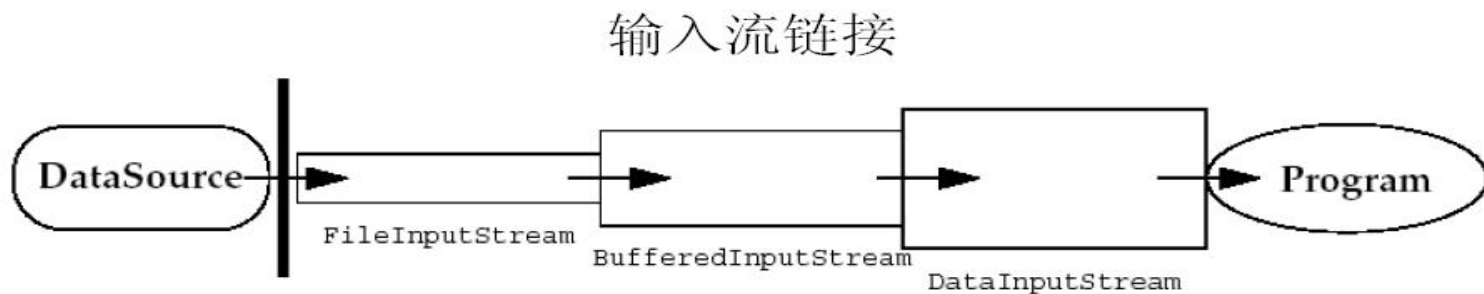 输入流链接
DataSource
Program
FileInputStream
BufferedInputStream
DataInputStream